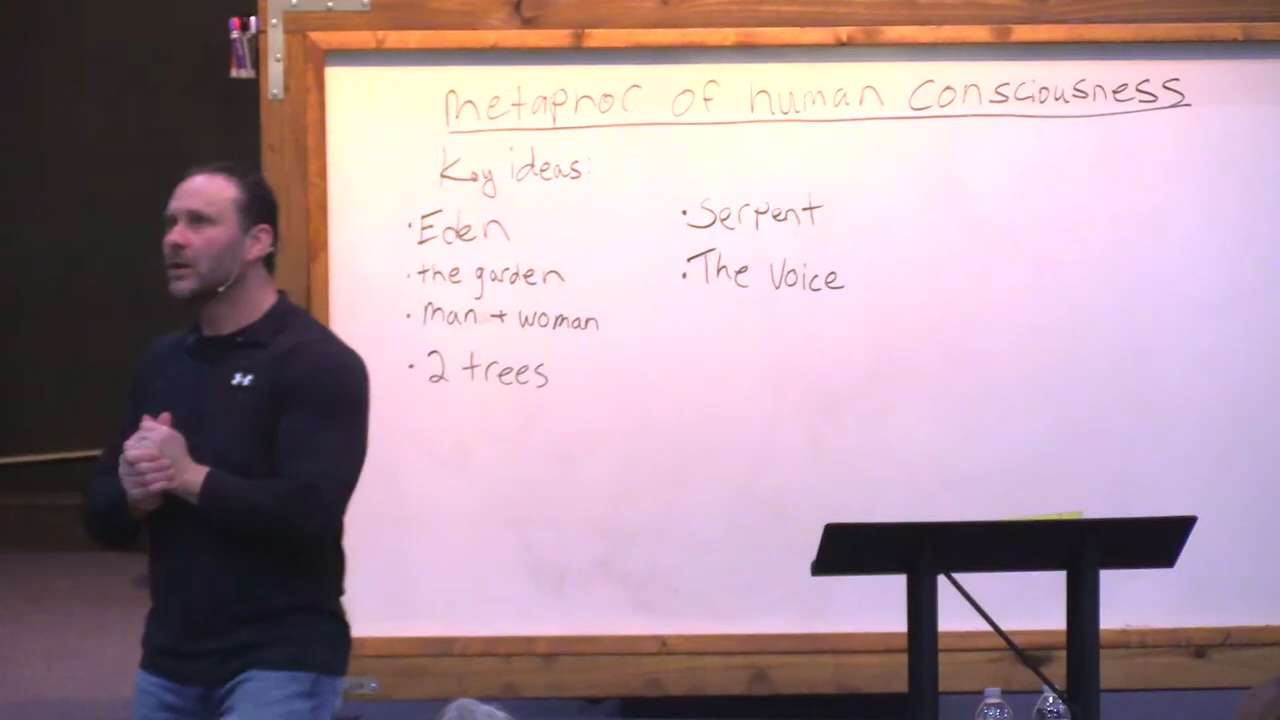 metaphor of human consciousness
Key ideas:
• Eden
• the garden
• man + woman
• 2 trees
• Serpent
• The Voice